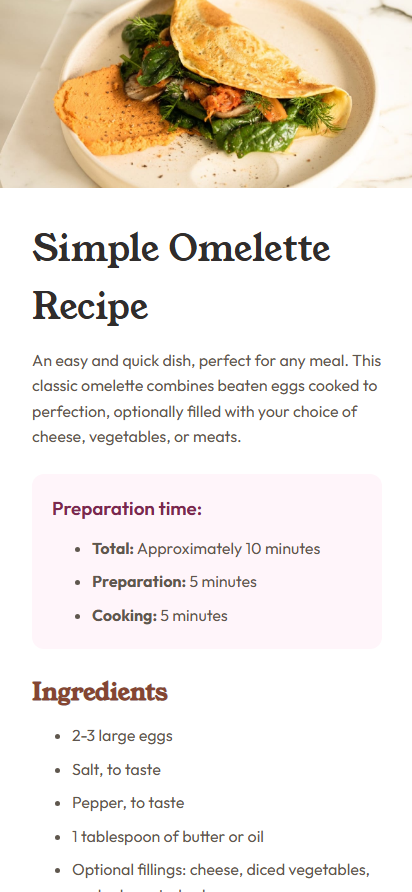 Simple Omelette
Recipe
An easy and quick dish, perfect for any meal. This
classic omelette combines beaten eggs cooked to
perfection, optionally filled with your choice of
cheese, vegetables, or meats.
Preparation time:
Total: Approximately 10 minutes
Preparation: 5 minutes
Cooking: 5 minutes
Ingredients
2-3 large eggs
Salt, to taste
Pepper, to taste
1 tablespoon of butter or oil
Optional fillings: cheese, diced vegetables,